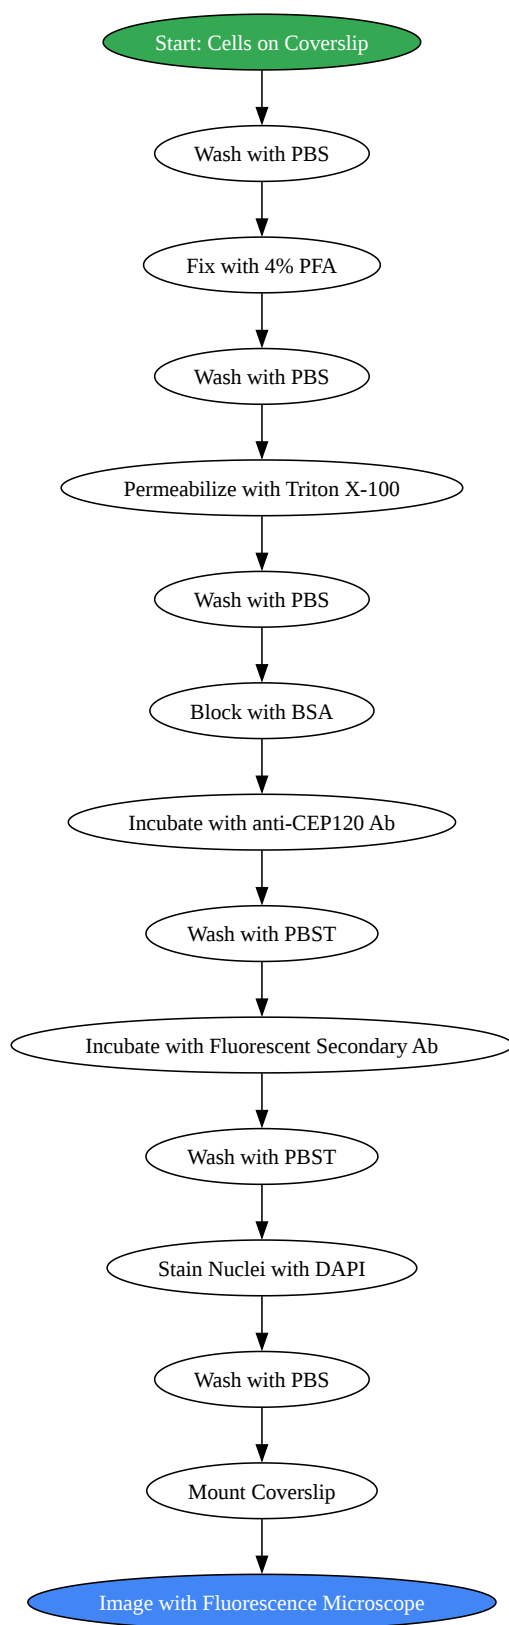 Start: Cells on Coverslip
Wash with PBS
Fix with 4% PFA
Wash with PBS
Permeabilize with Triton X-100
Wash with PBS
Block with BSA
Incubate with anti-CEP120 Ab
Wash with PBST
Incubate with Fluorescent Secondary Ab
Wash with PBST
Stain Nuclei with DAPI
Wash with PBS
Mount Coverslip
Image with Fluorescence Microscope